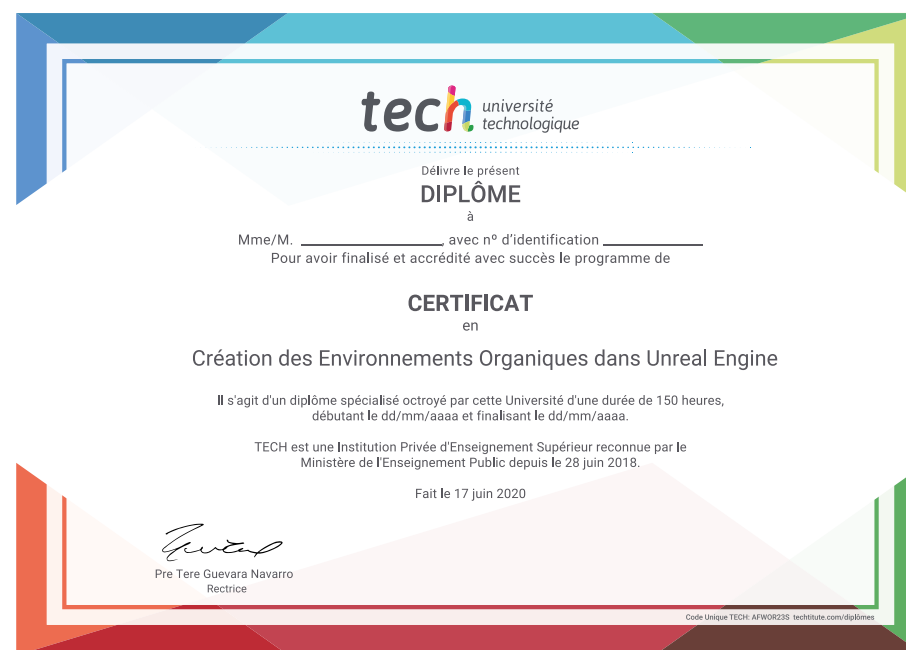 tech université
technologique
Délivre le présent
DIPLÔME
à
Mme/M. ____________________, avec nº d'identification ______________
Pour avoir finalisé et accrédité avec succès le programme de
CERTIFICAT
en
Création des Environnements Organiques dans Unreal Engine
Il s'agit d'un diplôme spécialisé octroyé par cette Université d'une durée de 150 heures,
débutant le dd/mm/aaaa et finalisant le dd/mm/aaaa.
TECH est une Institution Privée d'Enseignement Supérieur reconnue par le
Ministère de l'Enseignement Public depuis le 28 juin 2018.
Fait le 17 juin 2020
Pre Tere Guevara Navarro
Rectrice
Code Unique TECH: AFWOR23S techtitute.com/diplômes